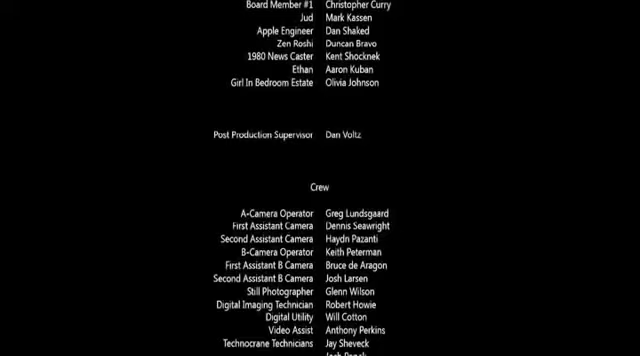 Board Member #1 Christopher Curry
Jud Mark Kassen
Apple Engineer Dan Shaked
Zen Roshi Duncan Bravo
1980 News Caster Kent Shocknek
Ethan Aaron Kuban
Girl In Bedroom Estate Olivia Johnson
Post Production Supervisor Dan Voltz
Crew
A-Camera Operator Greg Lundsgaard
First Assistant Camera Dennis Seawright
Second Assistant Camera Haydn Pazanti
B-Camera Operator Keith Peterman
First Assistant B Camera Bruce de Aragon
Second Assistant B Camera Josh Larsen
Still Photographer Glenn Wilson
Digital Imaging Technician Robert Howie
Digital Utility Will Cotton
Video Assist Anthony Perkins
Technocrane Technicians Jay Sheveck